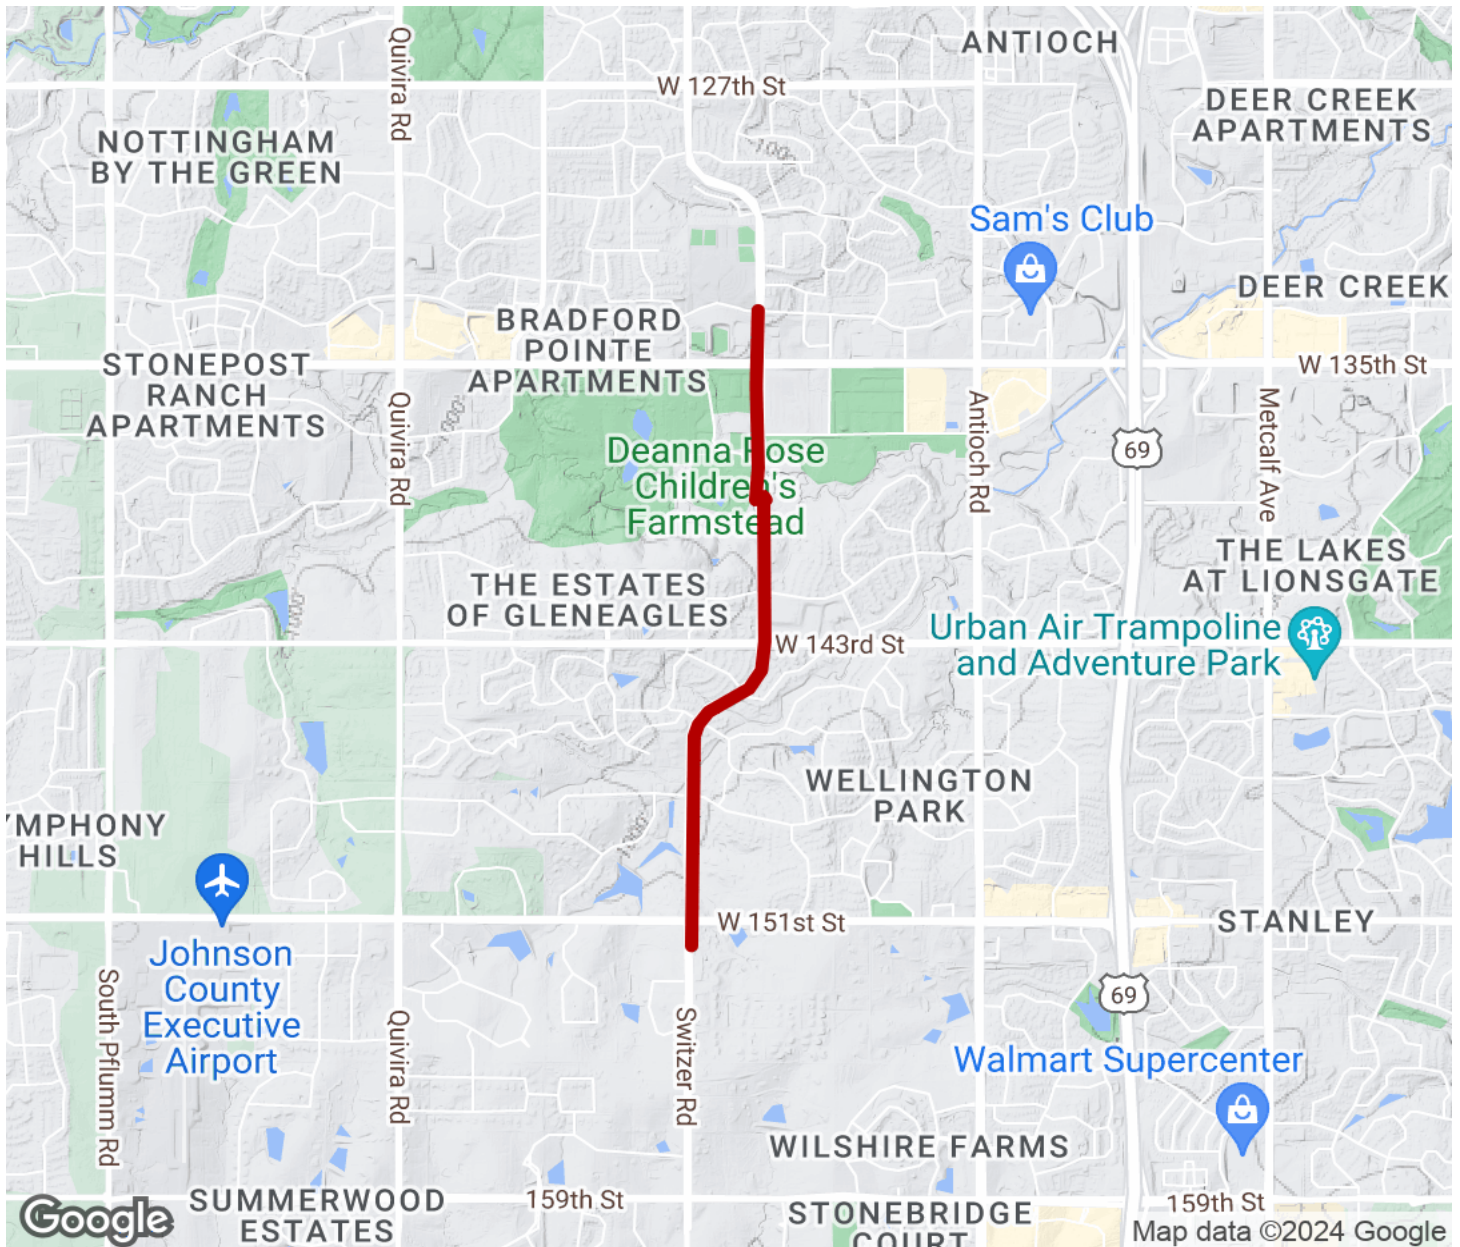 Quivira Rd
ANTIOCH
W 127th St
DEER CREEK
APARTMENTS
NOTTINGHAM
BY THE GREEN
Sam's Club
DEER CREEK
BRADFORD
POINTE
APARTMENTS
W 135th St
STONEPOST
RANCH
APARTMENTS
Quivira Rd
Antioch Rd
Metcalf Ave
69
Deanna Rose
Children's
Farmstead
THE LAKES
AT LIONSGATE
THE ESTATES
OF GLENEAGLES
Urban Air Trampoline
and Adventure Park
W 143rd St
WELLINGTON
PARK
YMPHONY
HILLS
W 151st St
STANLEY
Johnson
County
Executive
Airport
South Pflumm Rd
Quivira Rd
Switzer Rd
69
Walmart Supercenter
WILSHIRE FARMS
SUMMERWOOD
ESTATES
159th St
STONEBRIDGE
COURT
159th St
Google
Map data ©2024 Google